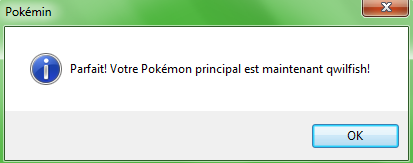 Pokémin
Parfait! Votre Pokémon principal est maintenant qwilfish!
OK